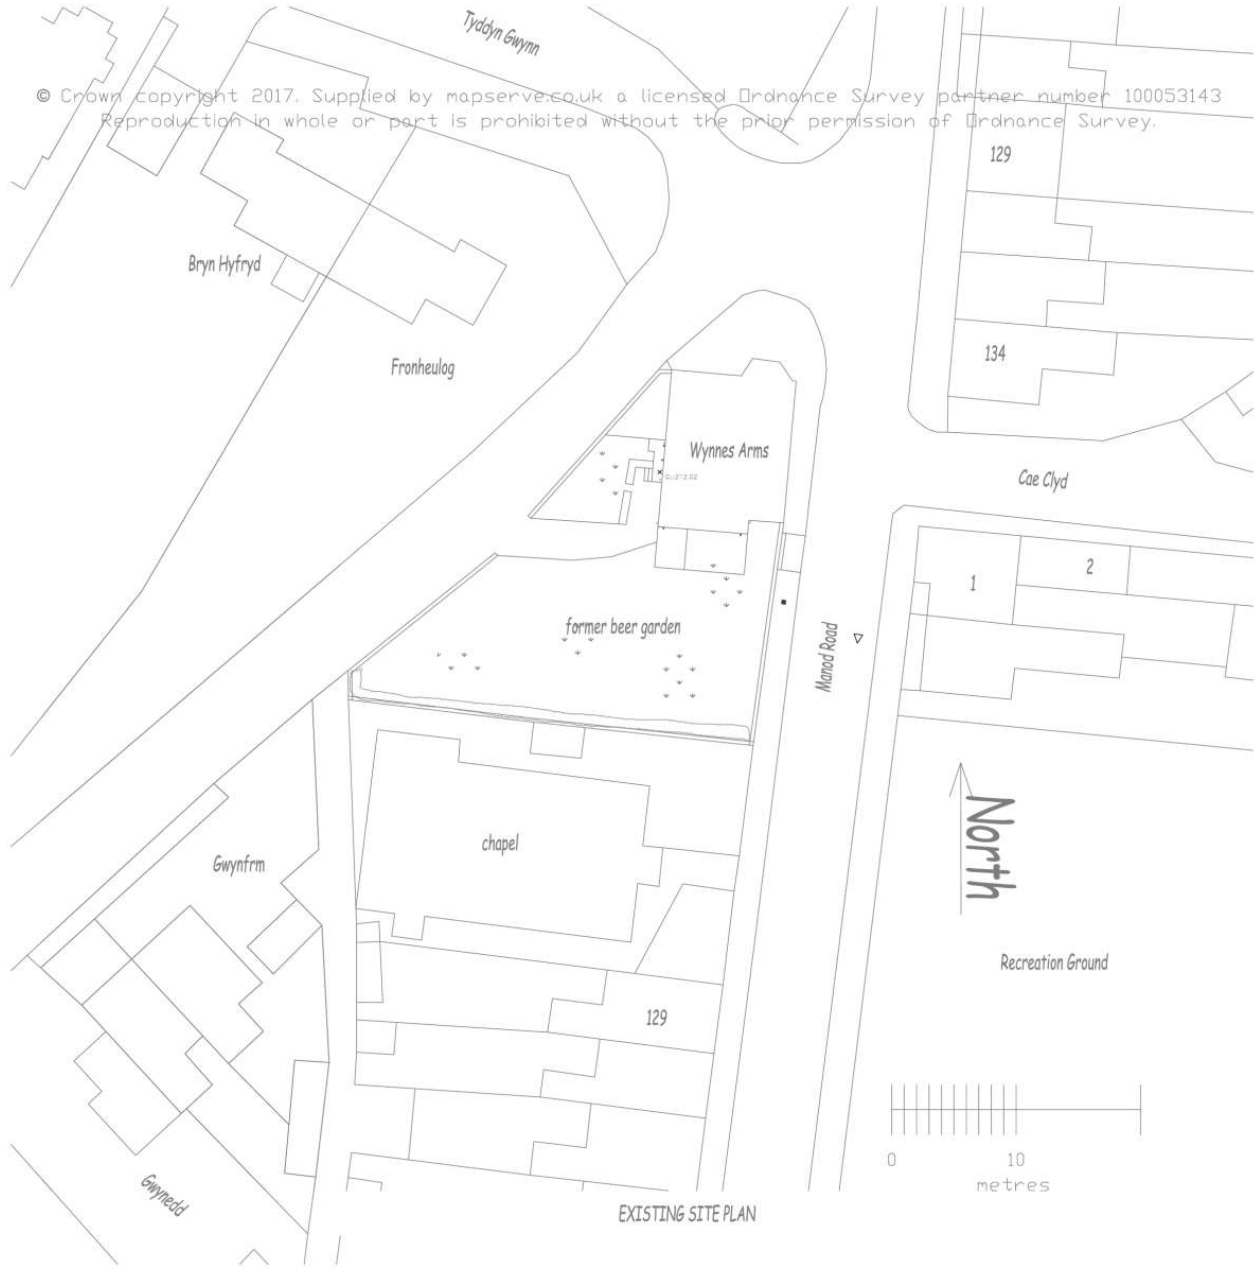 Tyddyn Gwynn
© Crown copyright 2017. Supplied by mapserve.co.uk a licensed Ordnance Survey partner number 100053143
Reproduction in whole or part is prohibited without the prior permission of Ordnance Survey.
129
Bryn Hyfryd
Fronheulog
134
Wynnes Arms
Cae Clyd
1
2
former beer garden
Manod Road
North
chapel
Gwynfrm
Recreation Ground
129
0 10
metres
Gwynedd
EXISTING SITE PLAN